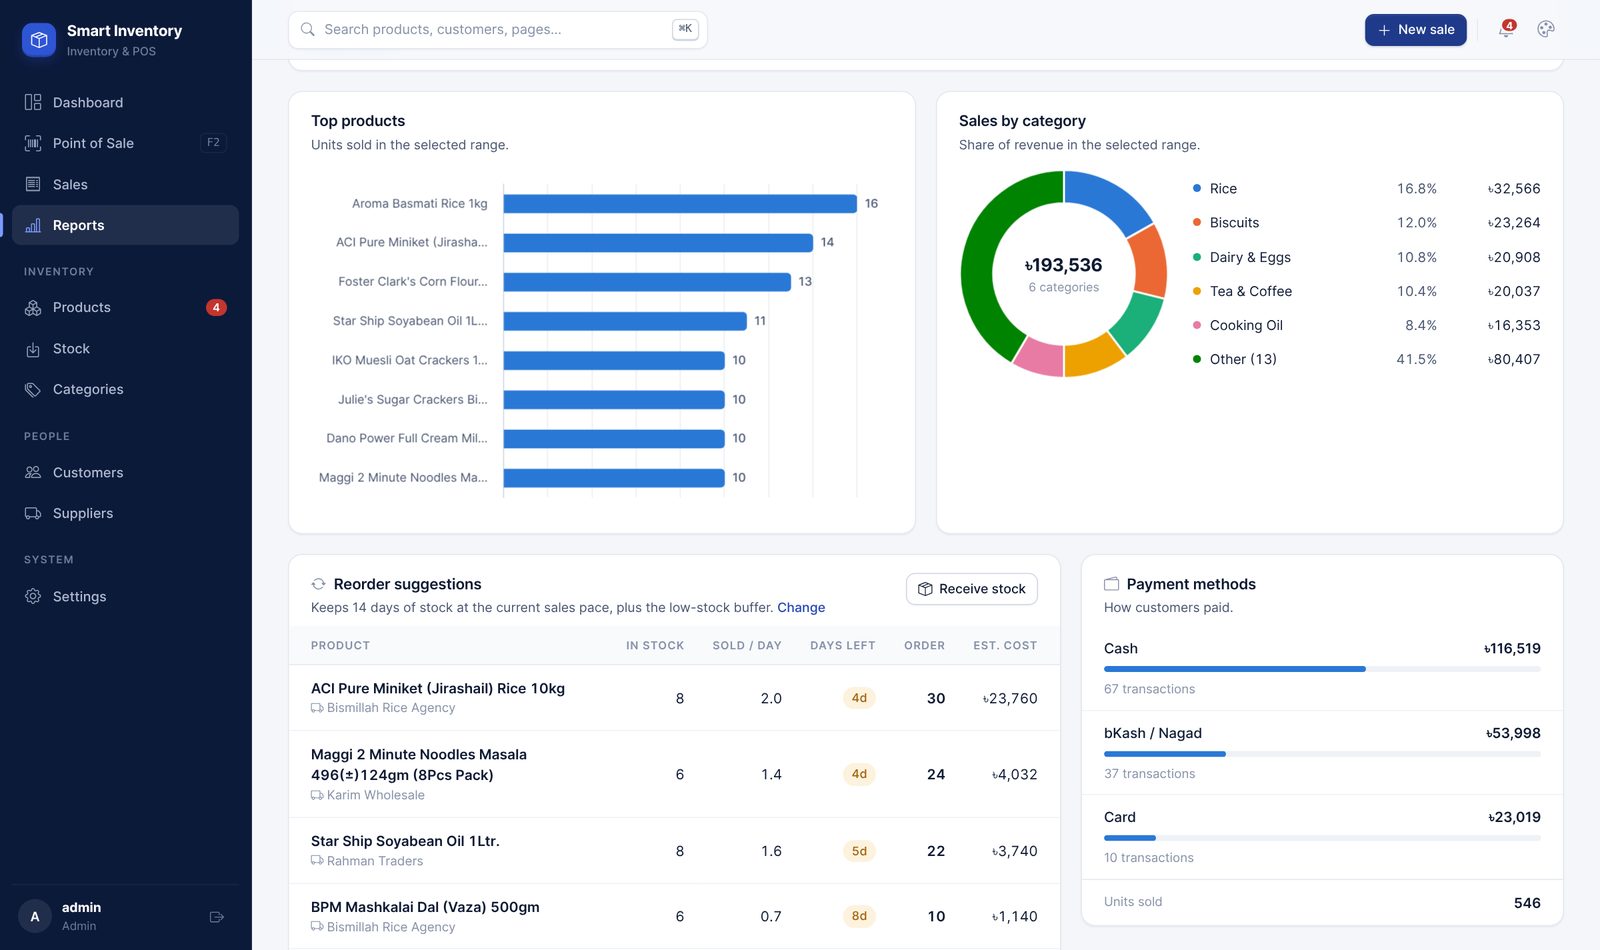 Smart Inventory
Inventory & POS
Dashboard
Point of Sale F2
Sales
Reports
INVENTORY
Products 4
Stock
Categories
PEOPLE
Customers
Suppliers
SYSTEM
Settings
A admin
Admin
Search products, customers, pages... ⌘K
+ New sale
4
Top products
Units sold in the selected range.
Aroma Basmati Rice 1kg 16
ACI Pure Miniket (Jirasha... 14
Foster Clark's Corn Flour... 13
Star Ship Soyabean Oil 1L... 11
IKO Muesli Oat Crackers 1... 10
Julie's Sugar Crackers Bi... 10
Dano Power Full Cream Mil... 10
Maggi 2 Minute Noodles Ma... 10
Sales by category
Share of revenue in the selected range.
৳193,536
6 categories
Rice 16.8% ৳32,566
Biscuits 12.0% ৳23,264
Dairy & Eggs 10.8% ৳20,908
Tea & Coffee 10.4% ৳20,037
Cooking Oil 8.4% ৳16,353
Other (13) 41.5% ৳80,407
Reorder suggestions
Keeps 14 days of stock at the current sales pace, plus the low-stock buffer. Change
Receive stock
PRODUCT IN STOCK SOLD / DAY DAYS LEFT ORDER EST. COST
ACI Pure Miniket (Jirashail) Rice 10kg 8 2.0 4d 30 ৳23,760
Bismillah Rice Agency
Maggi 2 Minute Noodles Masala
496(±)124gm (8Pcs Pack) 6 1.4 4d 24 ৳4,032
Karim Wholesale
Star Ship Soyabean Oil 1Ltr. 8 1.6 5d 22 ৳3,740
Rahman Traders
BPM Mashkalai Dal (Vaza) 500gm 6 0.7 8d 10 ৳1,140
Bismillah Rice Agency
Payment methods
How customers paid.
Cash ৳116,519
67 transactions
bKash / Nagad ৳53,998
37 transactions
Card ৳23,019
10 transactions
Units sold 546